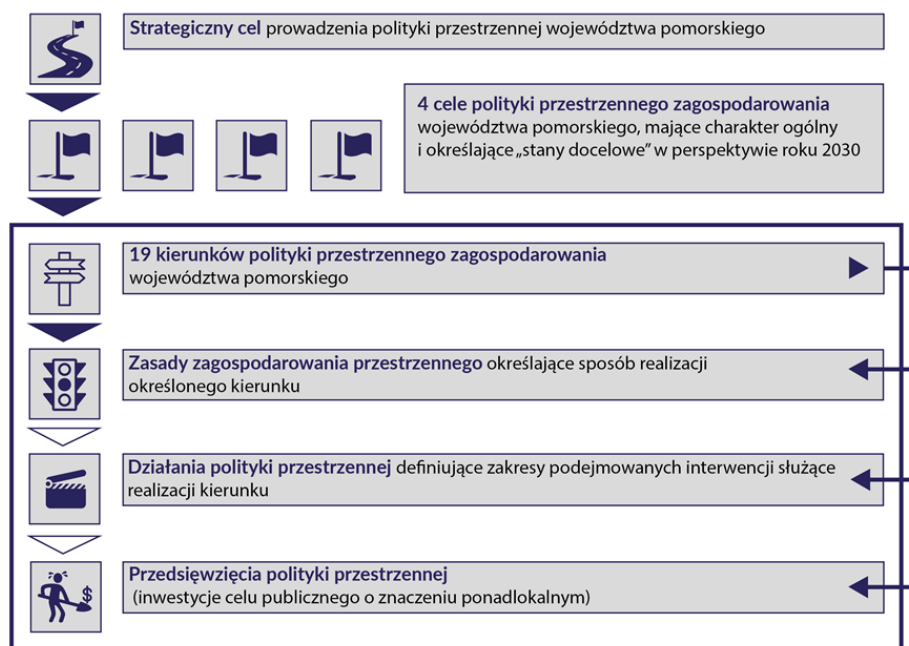 Strategiczny cel prowadzenia polityki przestrzennej województwa pomorskiego
4 cele polityki przestrzennego zagospodarowania
województwa pomorskiego, mające charakter ogólny
i określające „stany docelowe” w perspektywie roku 2030
19 kierunków polityki przestrzennego zagospodarowania
województwa pomorskiego
Zasady zagospodarowania przestrzennego określające sposób realizacji
określonego kierunku
Działania polityki przestrzennej definiujące zakresy podejmowanych interwencji służące
realizacji kierunku
Przedsięwzięcia polityki przestrzennej
(inwestycje celu publicznego o znaczeniu ponadlokalnym)
$